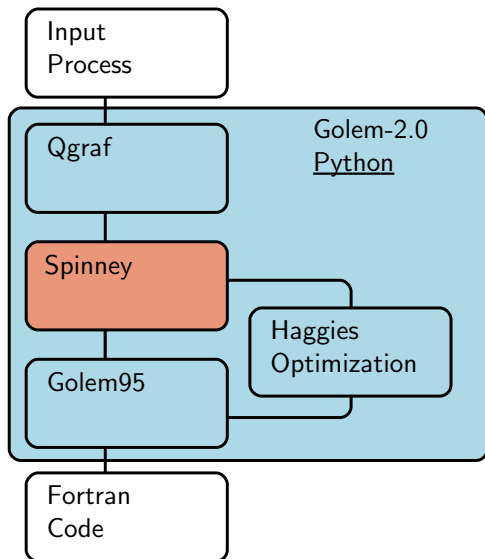 Input
Process
Golem-2.0
Python
Qgraf
Spinney
Haggies
Optimization
Golem95
Fortran
Code